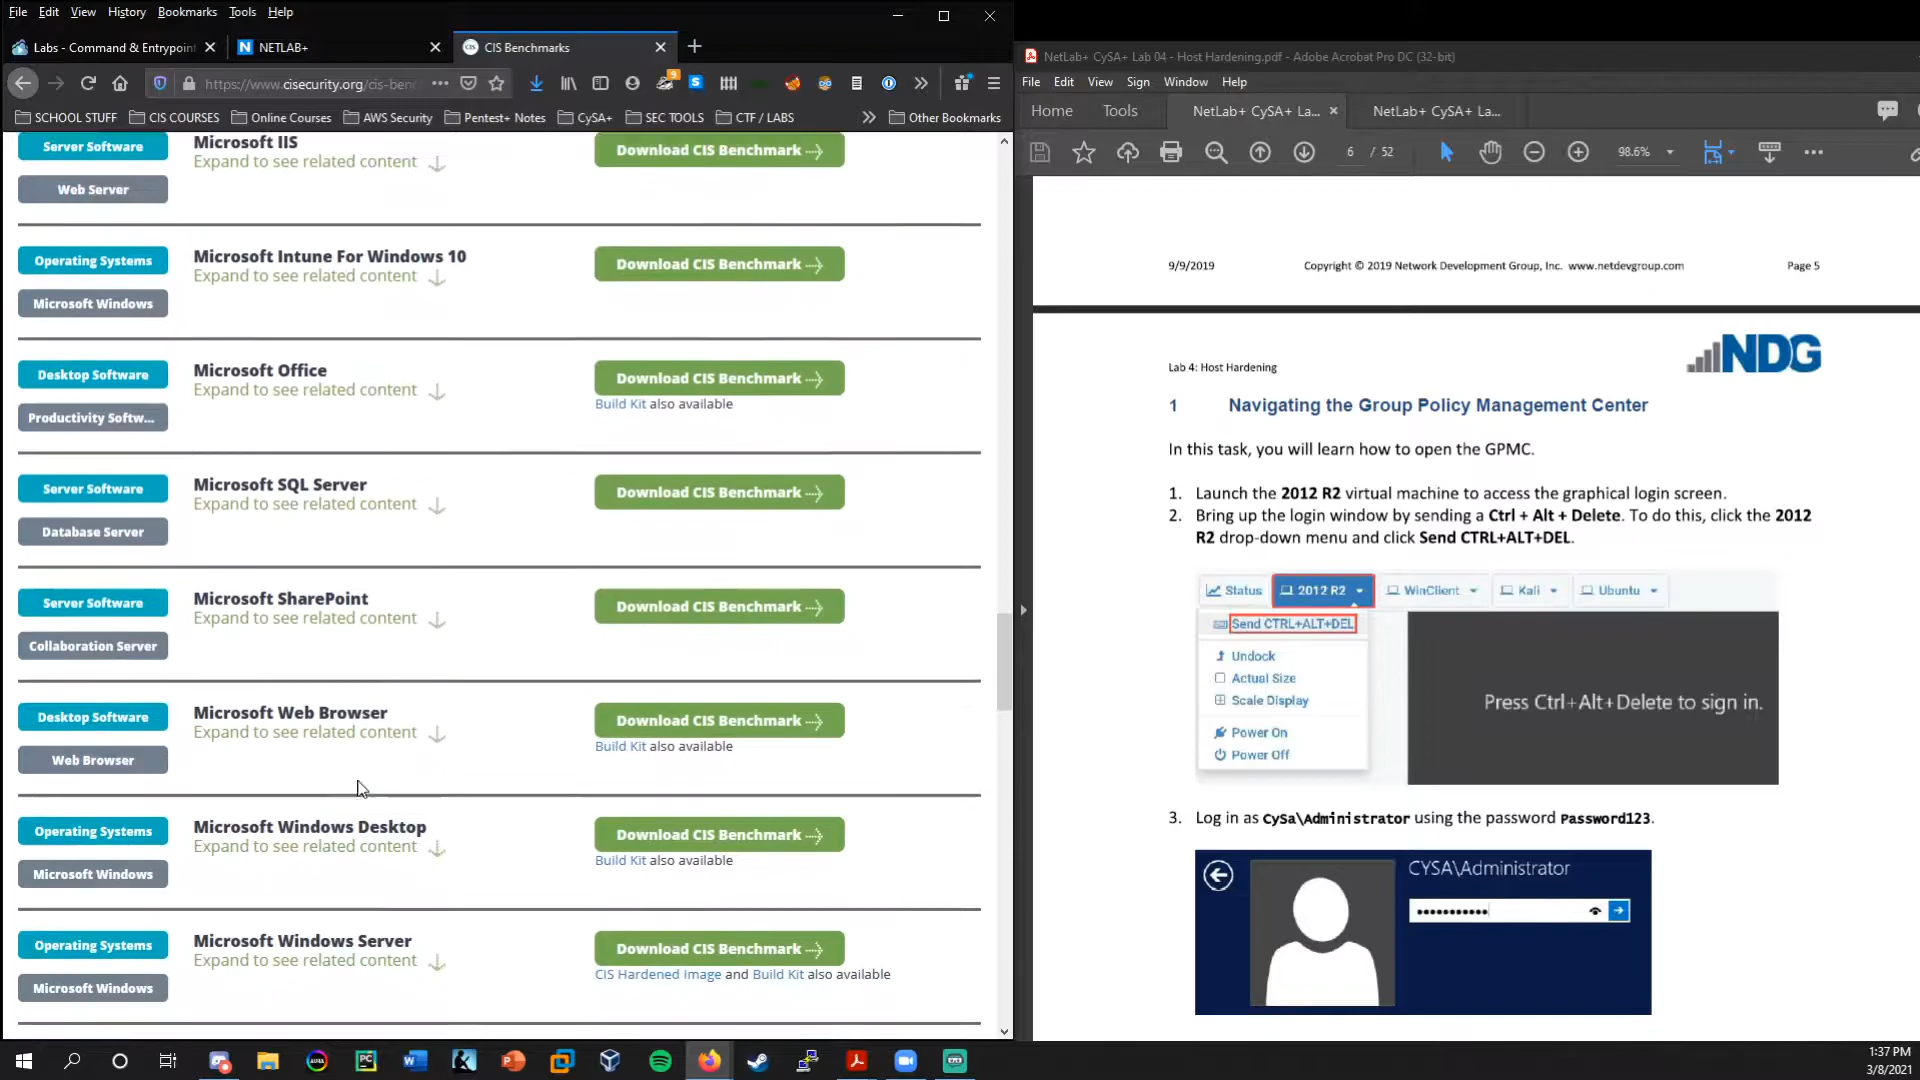 File Edit View History Bookmarks Tools Help
Labs - Command & Entrypoin
NETLAB+
CIS Benchmarks
https://www.cisecurity.org/cis-ben
SCHOOL STUFF
CIS COURSES
Online Courses
AWS Security
Pentest+ Notes
CySA+
SEC TOOLS
CTF / LABS
Other Bookmarks
Server Software
Microsoft IIS
Expand to see related content
Download CIS Benchmark
Web Server
Operating Systems
Microsoft Intune For Windows 10
Expand to see related content
Download CIS Benchmark
Microsoft Windows
Desktop Software
Microsoft Office
Expand to see related content
Download CIS Benchmark
Build Kit also available
Productivity Softw...
Server Software
Microsoft SQL Server
Expand to see related content
Download CIS Benchmark
Database Server
Server Software
Microsoft SharePoint
Expand to see related content
Download CIS Benchmark
Collaboration Server
Desktop Software
Microsoft Web Browser
Expand to see related content
Download CIS Benchmark
Build Kit also available
Web Browser
Operating Systems
Microsoft Windows Desktop
Expand to see related content
Download CIS Benchmark
Build Kit also available
Microsoft Windows
Operating Systems
Microsoft Windows Server
Expand to see related content
Download CIS Benchmark
CIS Hardened Image and Build Kit also available
Microsoft Windows
NetLab+ CySA+ Lab 04 - Host Hardening.pdf - Adobe Acrobat Pro DC (32-bit)
File Edit View Sign Window Help
Home Tools NetLab+ CySA+ La... NetLab+ CySA+ La...
6 / 52 98.6%
9/9/2019 Copyright © 2019 Network Development Group, Inc. www.netdevgroup.com Page 5
NDG
Lab 4: Host Hardening
1 Navigating the Group Policy Management Center
In this task, you will learn how to open the GPMC.
1. Launch the 2012 R2 virtual machine to access the graphical login screen.
2. Bring up the login window by sending a Ctrl + Alt + Delete. To do this, click the 2012
R2 drop-down menu and click Send CTRL+ALT+DEL.
Status 2012 R2 WinClient Kali Ubuntu
Send CTRL+ALT+DEL
Undock
Actual Size
Scale Display
Power On
Power Off
Press Ctrl+Alt+Delete to sign in.
3. Log in as CySa\Administrator using the password Password123.
CYSA\Administrator
1:37 PM
3/8/2021